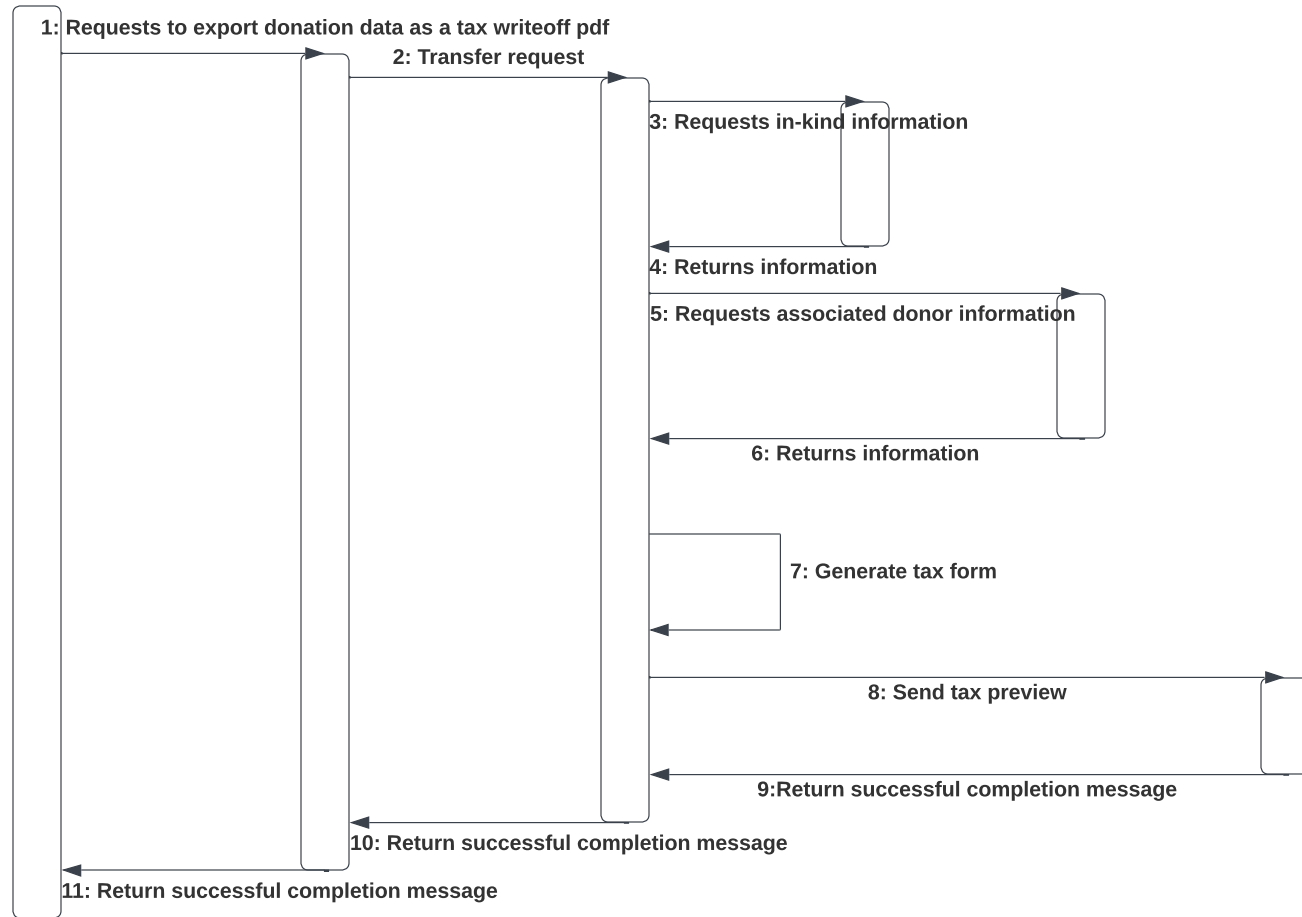 1: Requests to export donation data as a tax writeoff pdf
2: Transfer request
3: Requests in-kind information
4: Returns information
5: Requests associated donor information
6: Returns information
7: Generate tax form
8: Send tax preview
9:Return successful completion message
10: Return successful completion message
11: Return successful completion message